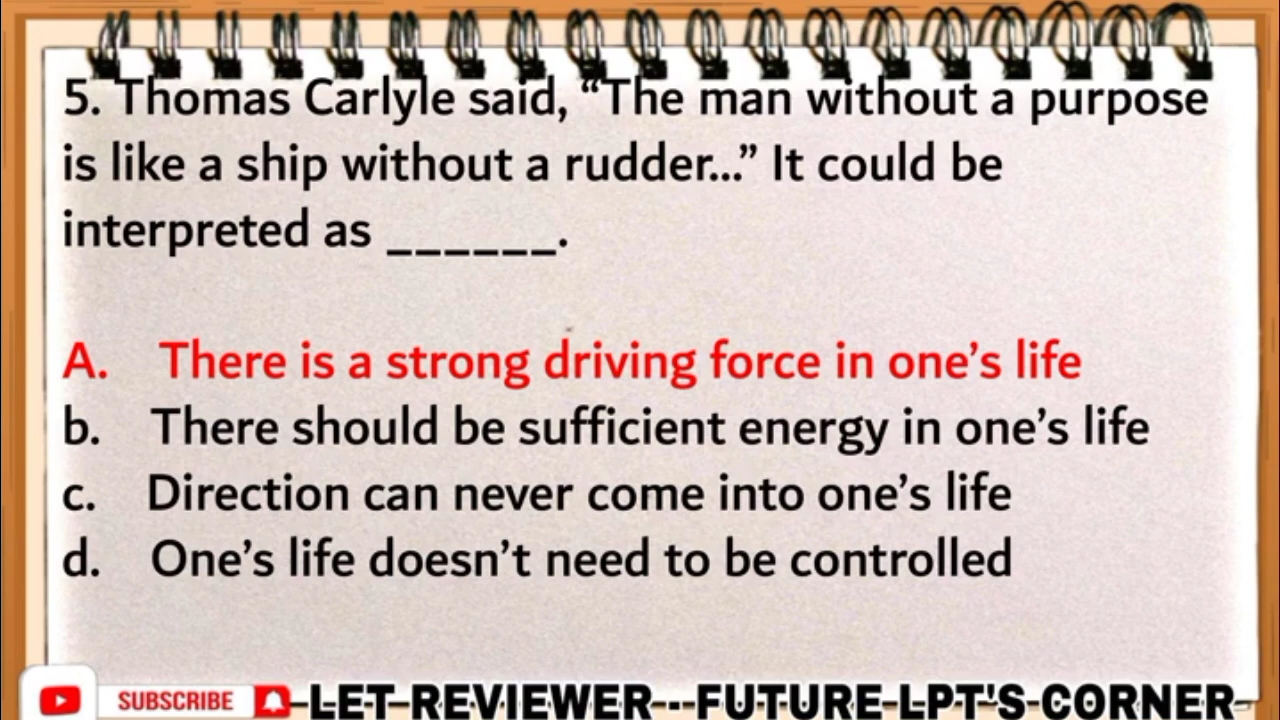 5. Thomas Carlyle said, “The man without a purpose
is like a ship without a rudder...” It could be
interpreted as ______.
A. There is a strong driving force in one’s life
b. There should be sufficient energy in one’s life
c. Direction can never come into one’s life
d. One’s life doesn’t need to be controlled
SUBSCRIBE LET REVIEWER - FUTURE LPT'S CORNER